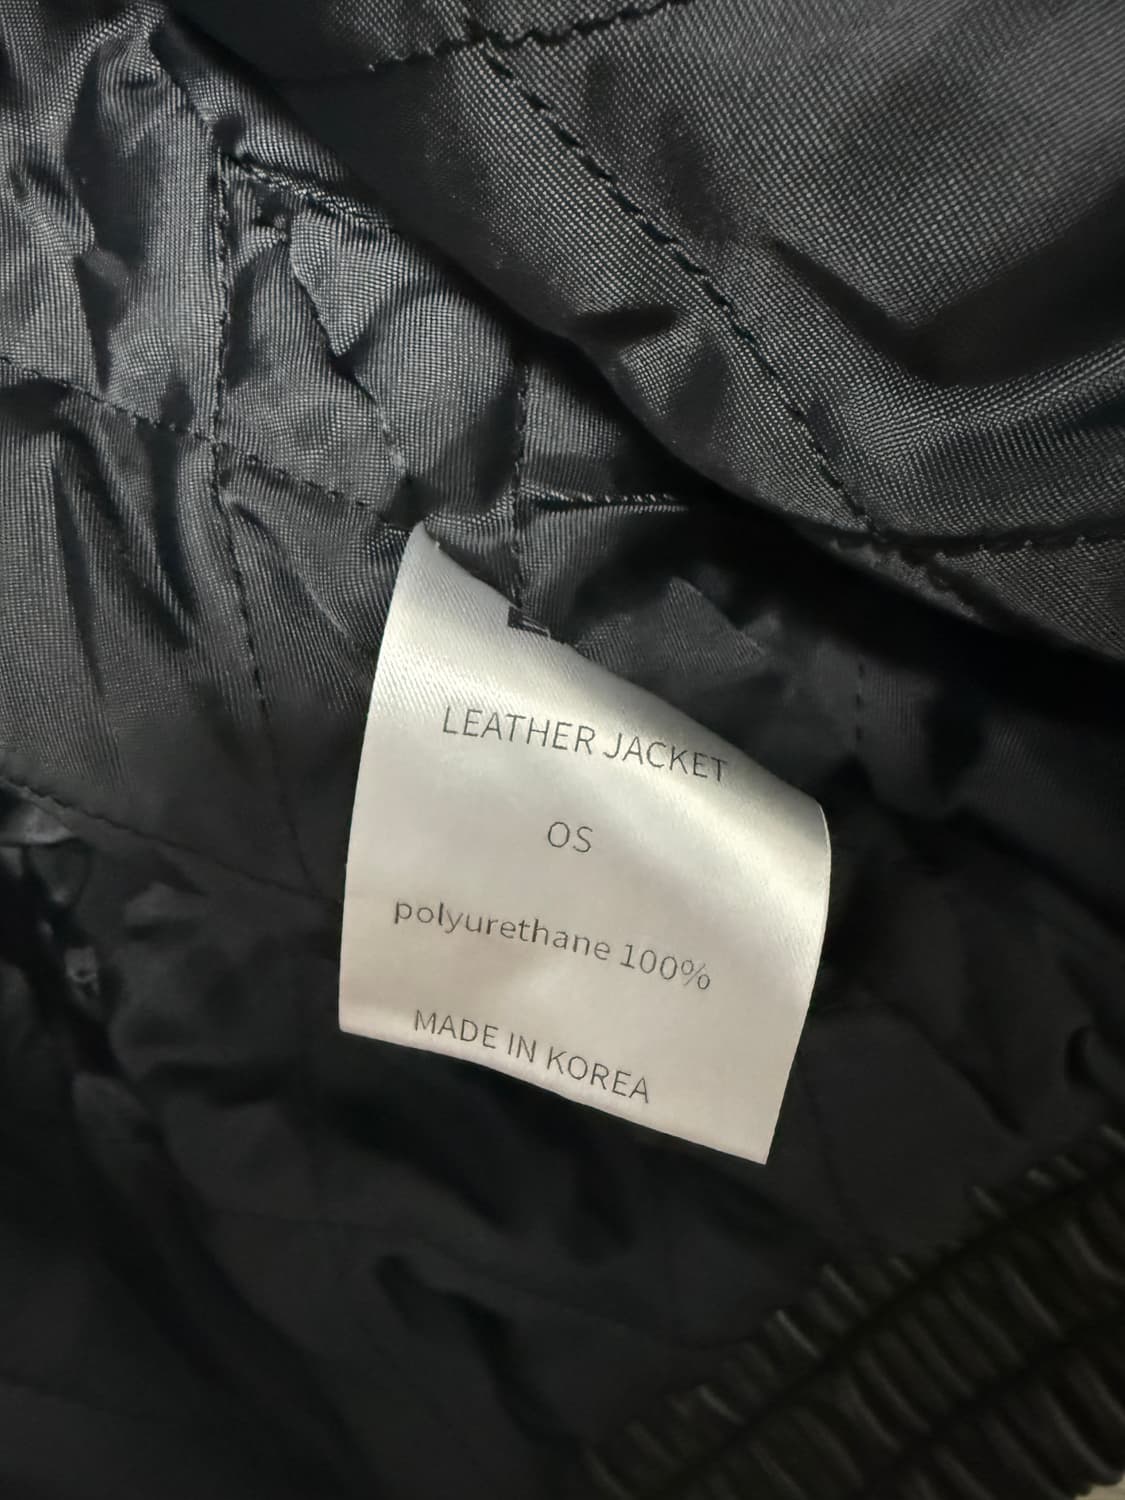 LEATHER JACKET
OS
polyurethane 100%
MADE IN KOREA